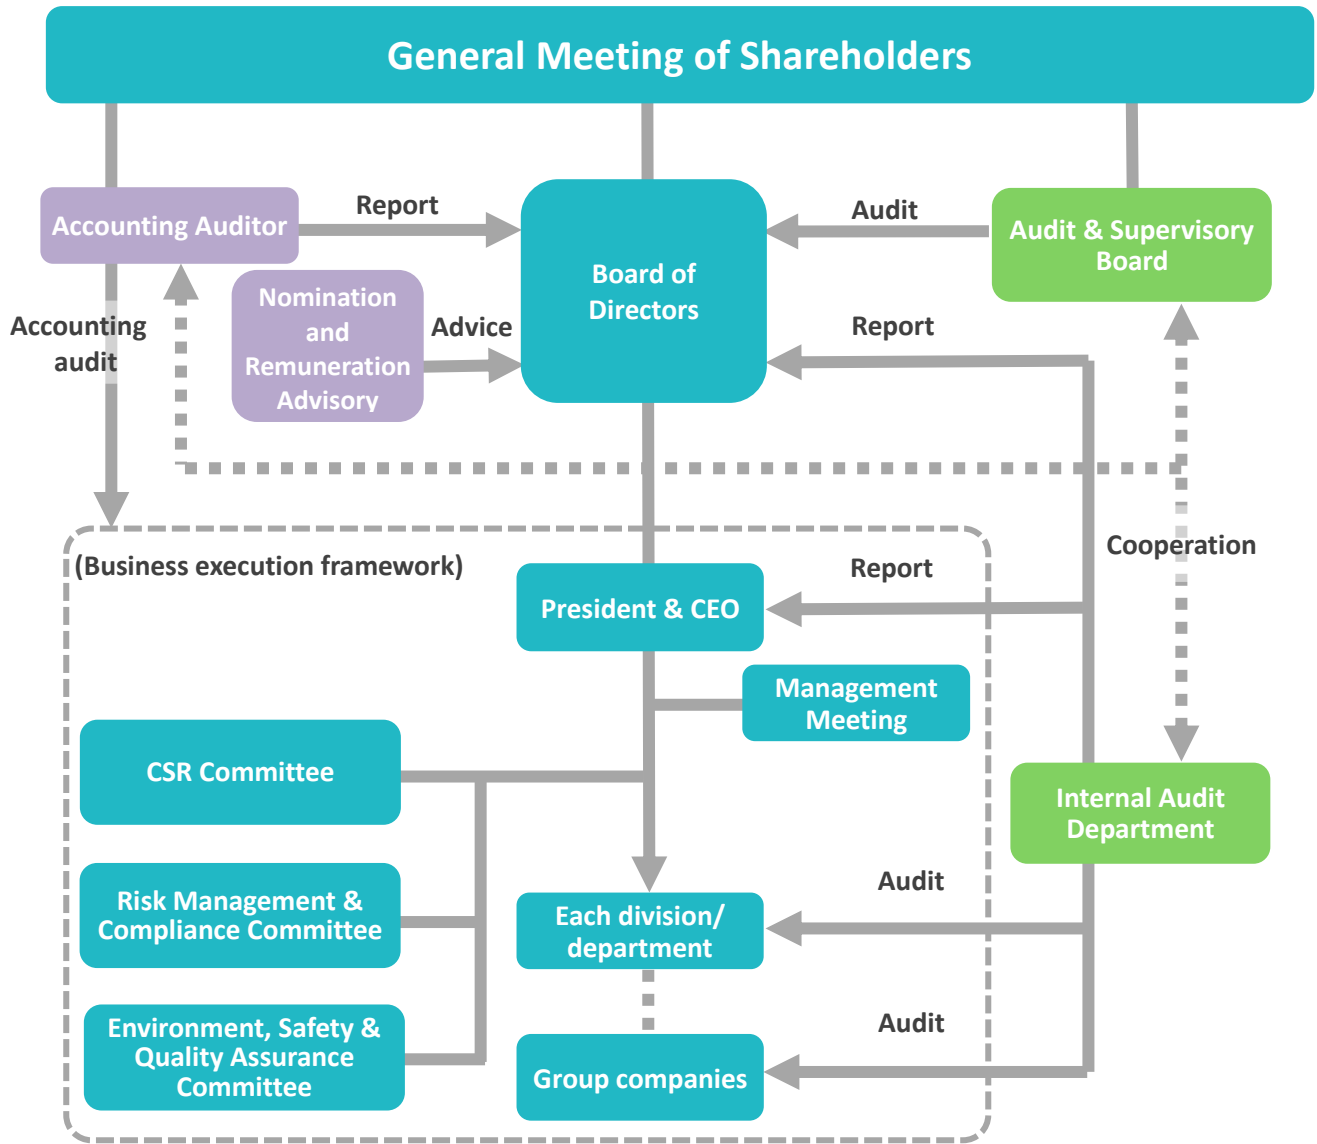 General Meeting of Shareholders
Accounting Auditor
Report
Board of
Directors
Audit
Audit & Supervisory
Board
Nomination
and
Remuneration
Advisory
Advice
Report
Accounting
audit
Cooperation
(Business execution framework)
President & CEO
Report
Management
Meeting
CSR Committee
Internal Audit
Department
Risk Management &
Compliance Committee
Each division/
department
Audit
Environment, Safety &
Quality Assurance
Committee
Group companies
Audit